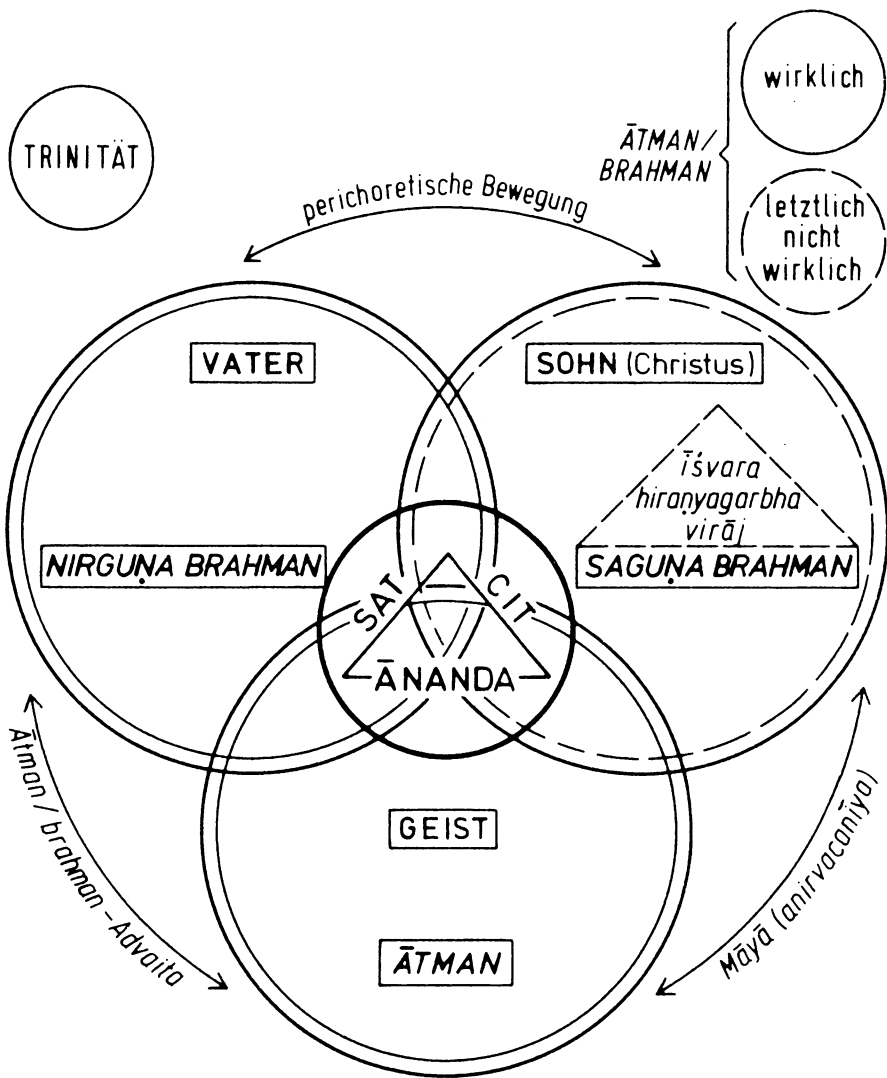 TRINITÄT
wirklich
ĀTMAN/
BRAHMAN
letztlich
nicht
wirklich
perichoretische Bewegung
VATER
SOHN (Christus)
īśvara
hiraṇyagarbha
virāj
NIRGUṆA BRAHMAN
SAGUṆA BRAHMAN
SAT
CIT
ĀNANDA
Ātman/brahman–Advaita
Māyā (anirvacanīya)
GEIST
ĀTMAN